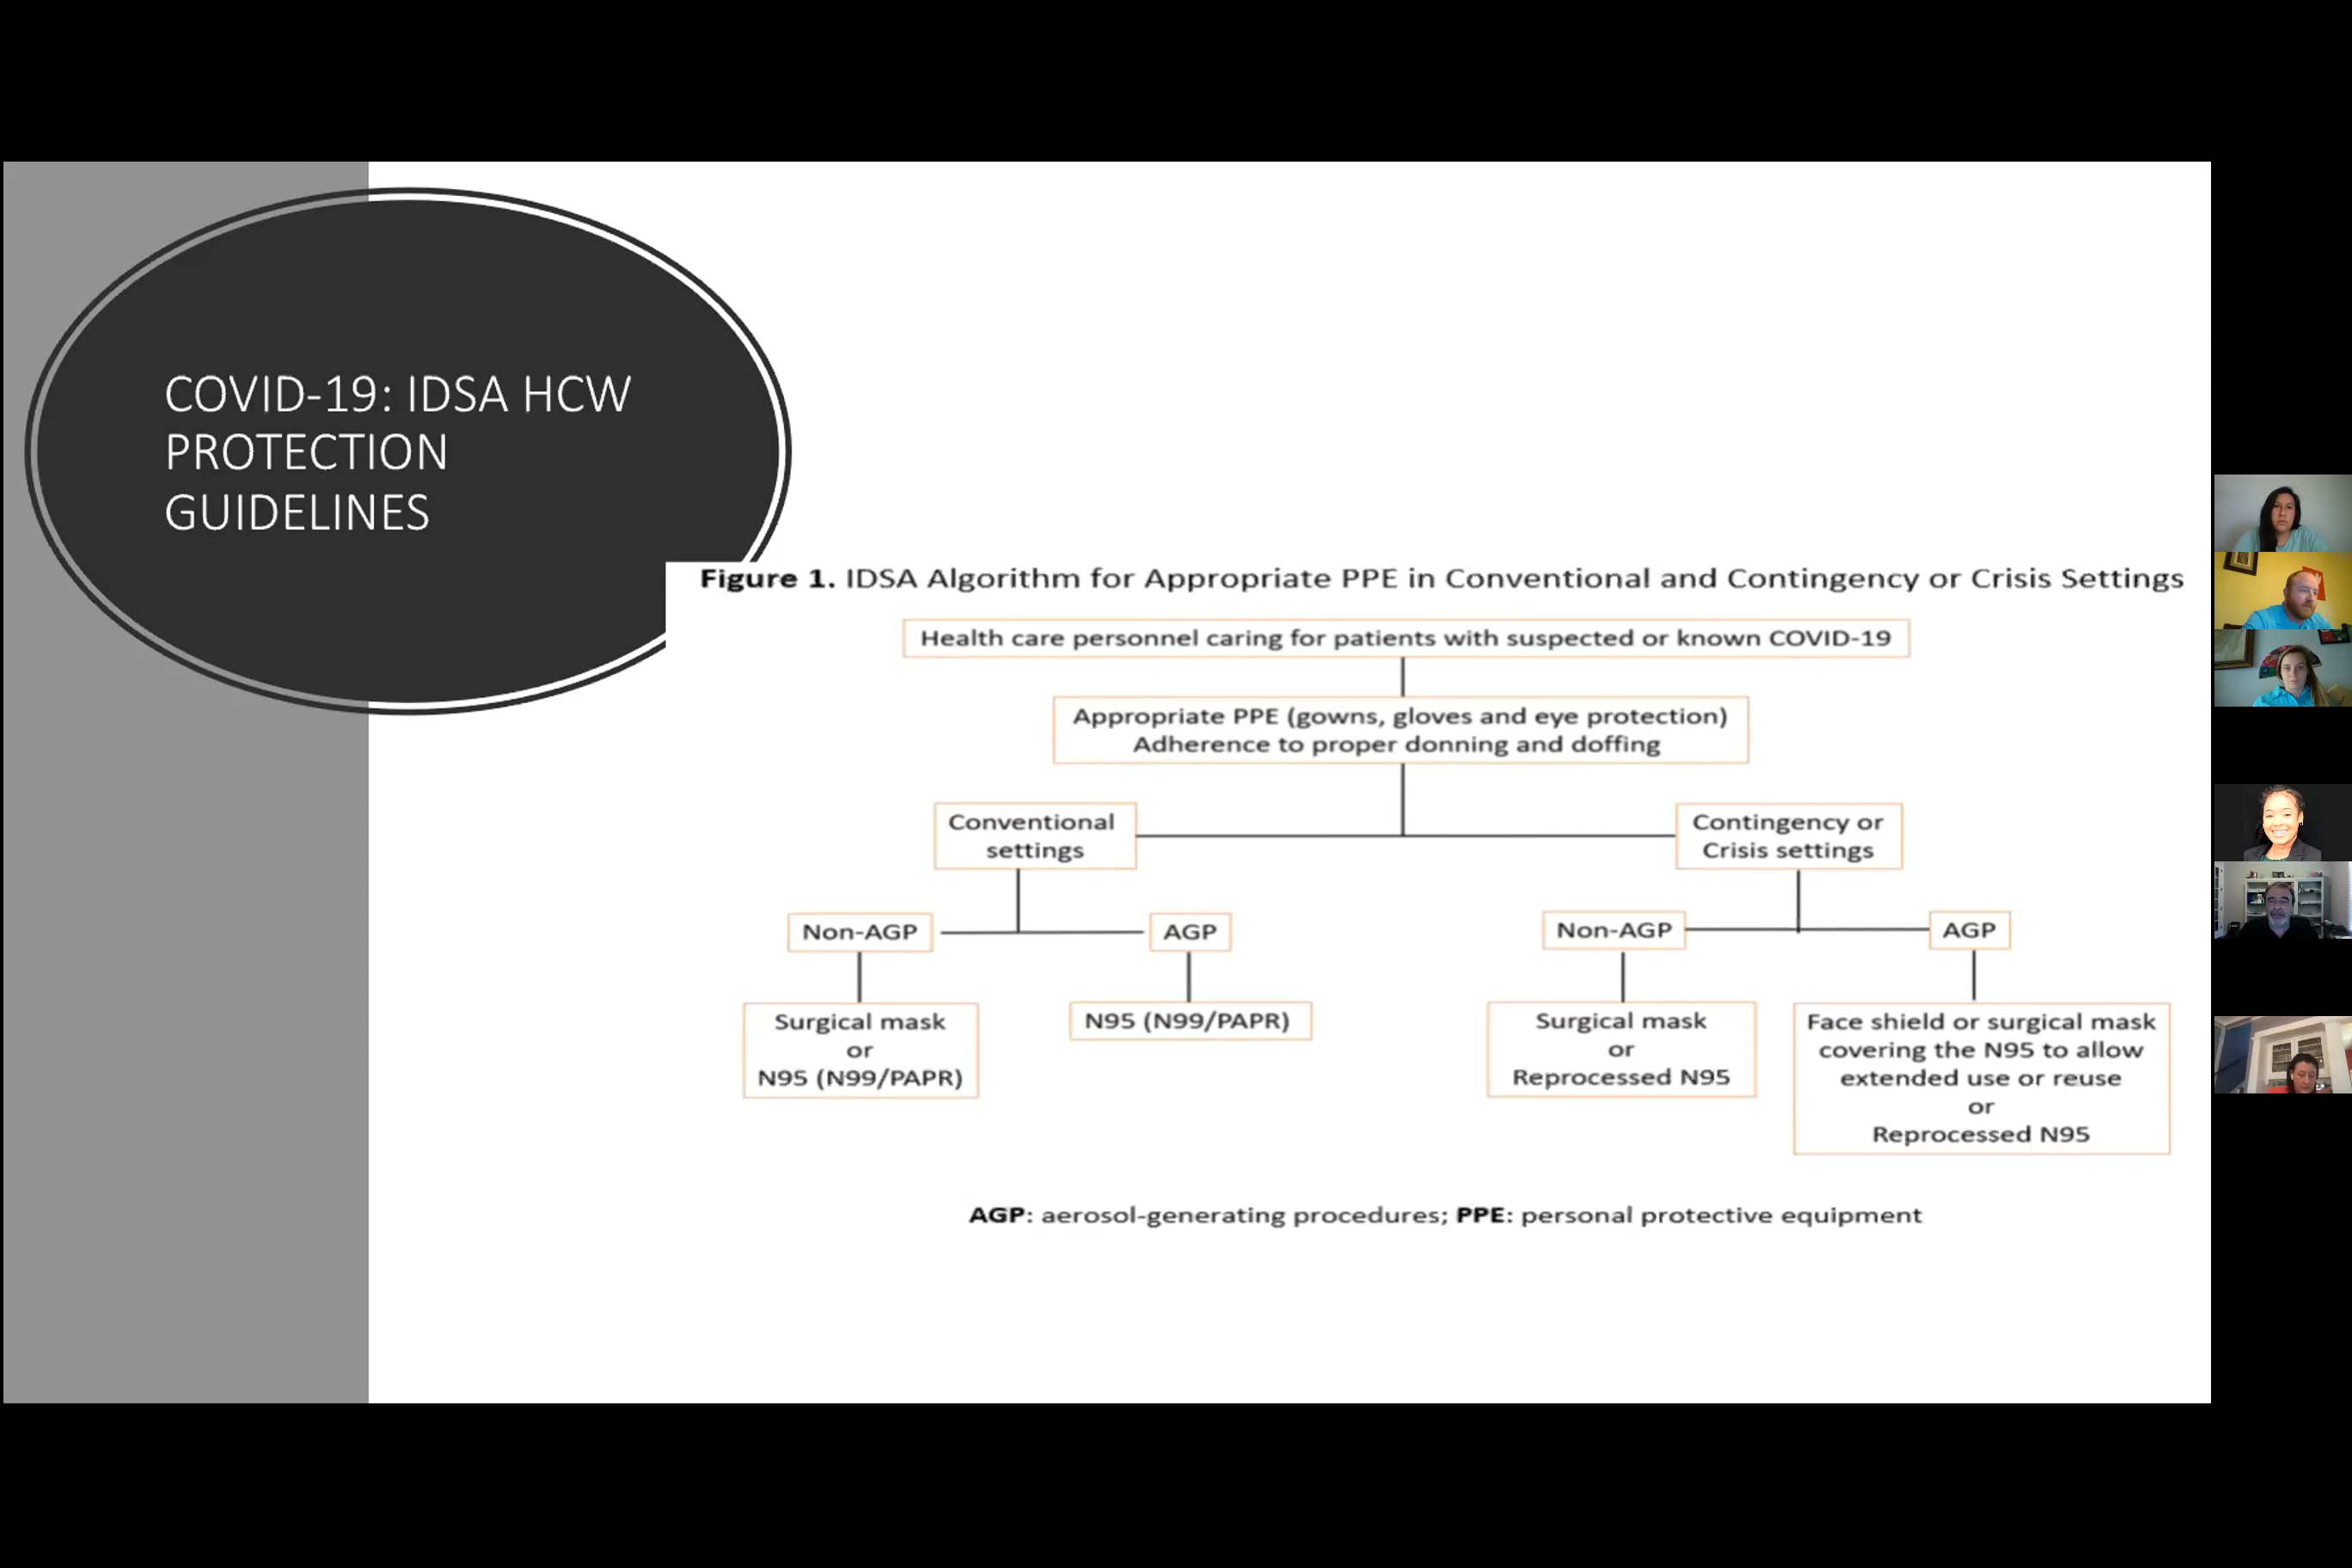 COVID-19: IDSA HCW
PROTECTION
GUIDELINES
Figure 1. IDSA Algorithm for Appropriate PPE in Conventional and Contingency or Crisis Settings
Health care personnel caring for patients with suspected or known COVID-19
Appropriate PPE (gowns, gloves and eye protection)
Adherence to proper donning and doffing
Conventional
settings
Contingency or
Crisis settings
Non-AGP
AGP
Non-AGP
AGP
Surgical mask
or
N95 (N99/PAPR)
N95 (N99/PAPR)
Surgical mask
or
Reprocessed N95
Face shield or surgical mask
covering the N95 to allow
extended use or reuse
or
Reprocessed N95
AGP: aerosol-generating procedures; PPE: personal protective equipment